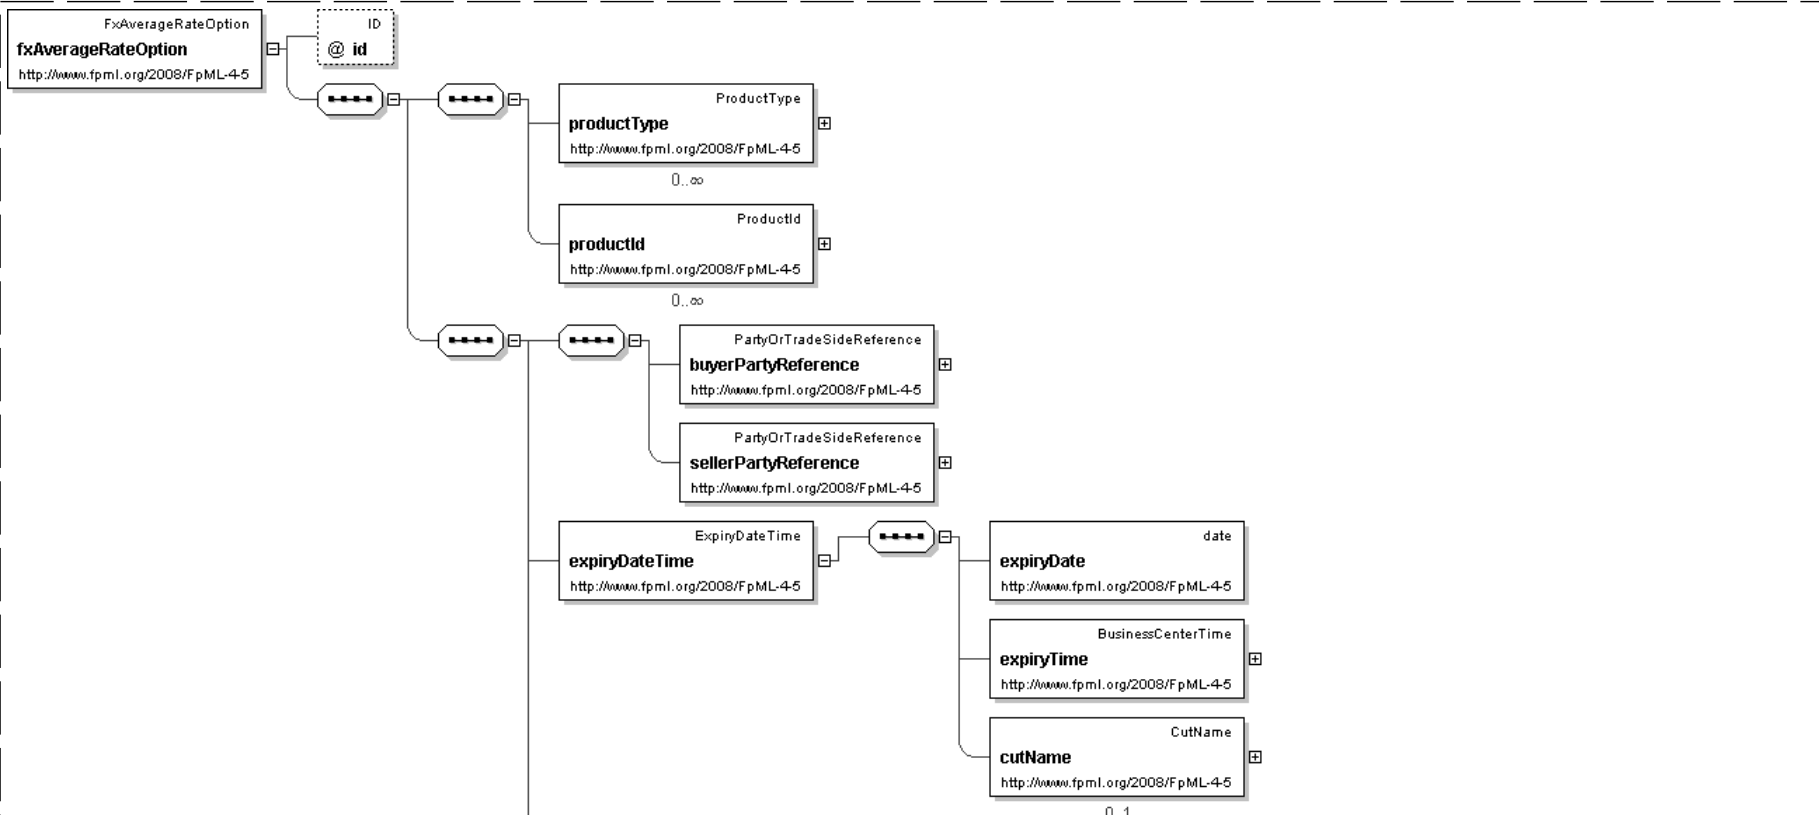 FxAverageRateOption
fxAverageRateOption
http://www.fpml.org/2008/FpML-4-5
ID
@ id
ProductType
productType
http://www.fpml.org/2008/FpML-4-5
0..∞
ProductId
productId
http://www.fpml.org/2008/FpML-4-5
0..∞
PartyOrTradeSideReference
buyerPartyReference
http://www.fpml.org/2008/FpML-4-5
PartyOrTradeSideReference
sellerPartyReference
http://www.fpml.org/2008/FpML-4-5
ExpiryDateTime
expiryDateTime
http://www.fpml.org/2008/FpML-4-5
date
expiryDate
http://www.fpml.org/2008/FpML-4-5
BusinessCenterTime
expiryTime
http://www.fpml.org/2008/FpML-4-5
CutName
cutName
http://www.fpml.org/2008/FpML-4-5
0..1